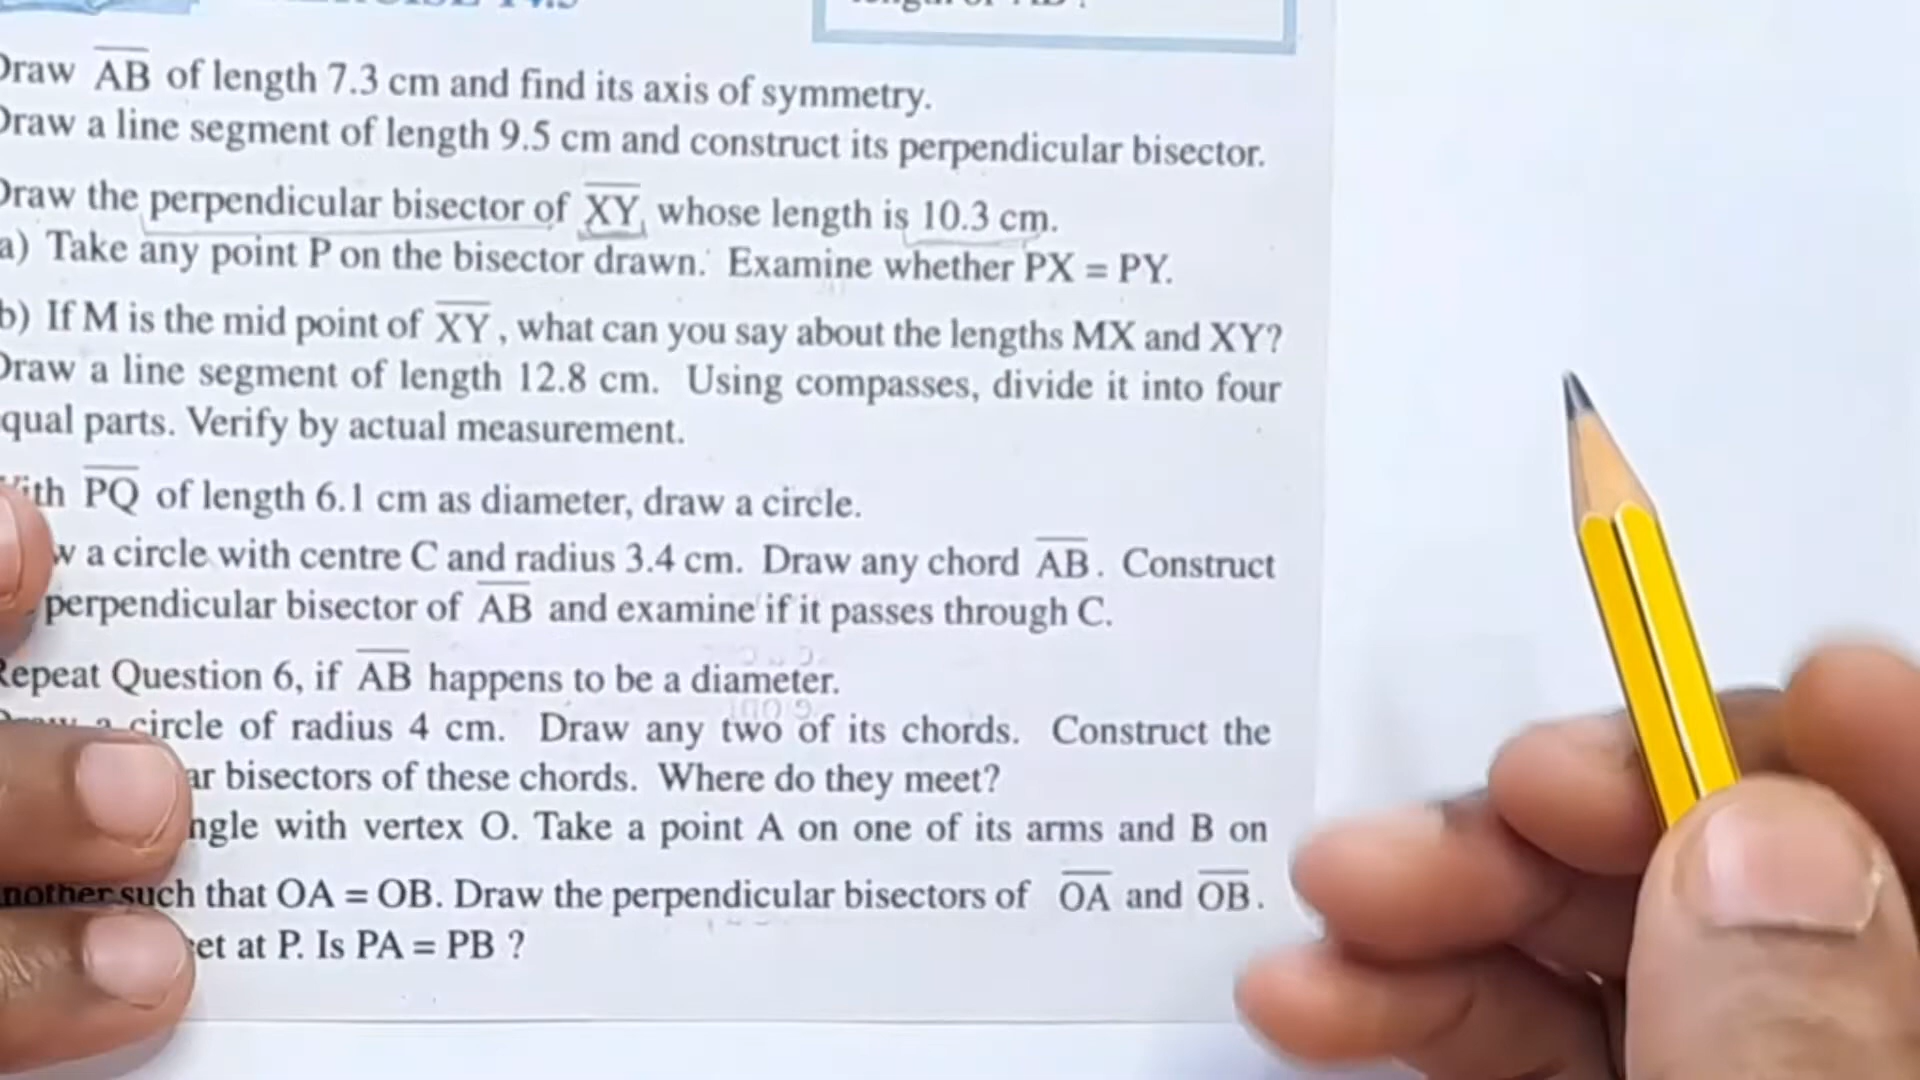 Draw AB of length 7.3 cm and find its axis of symmetry.
Draw a line segment of length 9.5 cm and construct its perpendicular bisector.
Draw the perpendicular bisector of XY whose length is 10.3 cm.
a) Take any point P on the bisector drawn. Examine whether PX = PY.
b) If M is the mid point of XY, what can you say about the lengths MX and XY?
Draw a line segment of length 12.8 cm. Using compasses, divide it into four
qual parts. Verify by actual measurement.
ith PQ of length 6.1 cm as diameter, draw a circle.
w a circle with centre C and radius 3.4 cm. Draw any chord AB. Construct
perpendicular bisector of AB and examine if it passes through C.
Repeat Question 6, if AB happens to be a diameter.
Draw a circle of radius 4 cm. Draw any two of its chords. Construct the
ar bisectors of these chords. Where do they meet?
ngle with vertex O. Take a point A on one of its arms and B on
nother such that OA = OB. Draw the perpendicular bisectors of OA and OB.
et at P. Is PA = PB ?